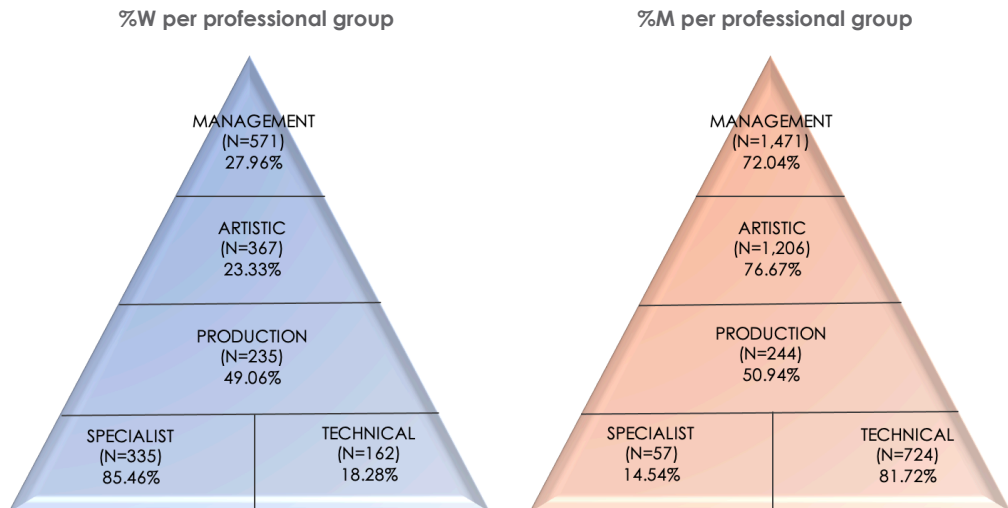 %W per professional group
MANAGEMENT
(N=571)
27.96%
ARTISTIC
(N=367)
23.33%
PRODUCTION
(N=235)
49.06%
SPECIALIST
(N=335)
85.46%
TECHNICAL
(N=162)
18.28%
%M per professional group
MANAGEMENT
(N=1,471)
72.04%
ARTISTIC
(N=1,206)
76.67%
PRODUCTION
(N=244)
50.94%
SPECIALIST
(N=57)
14.54%
TECHNICAL
(N=724)
81.72%